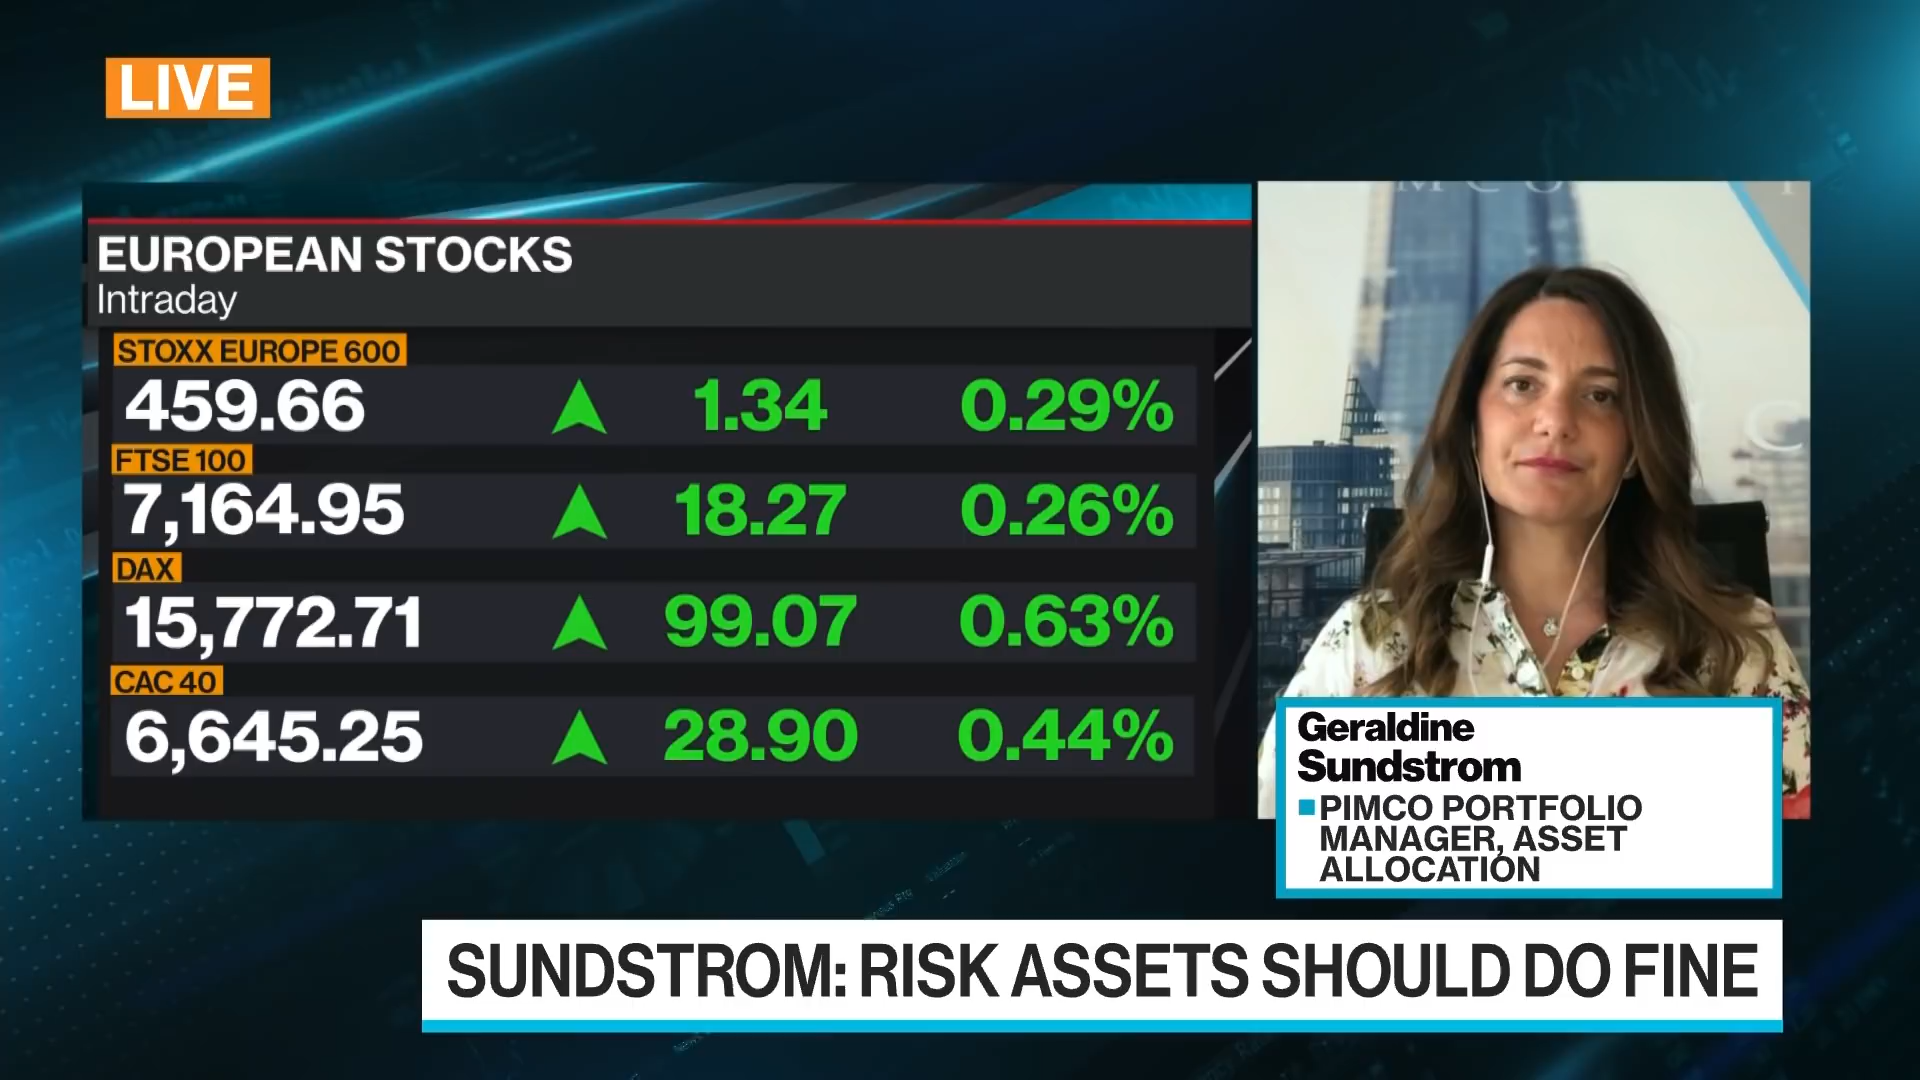 LIVE
EUROPEAN STOCKS
Intraday
STOXX EUROPE 600
459.66 ▲ 1.34 0.29%
FTSE 100
7,164.95 ▲ 18.27 0.26%
DAX
15,772.71 ▲ 99.07 0.63%
CAC 40
6,645.25 ▲ 28.90 0.44%
Geraldine
Sundstrom
PIMCO PORTFOLIO
MANAGER, ASSET
ALLOCATION
SUNDSTROM: RISK ASSETS SHOULD DO FINE